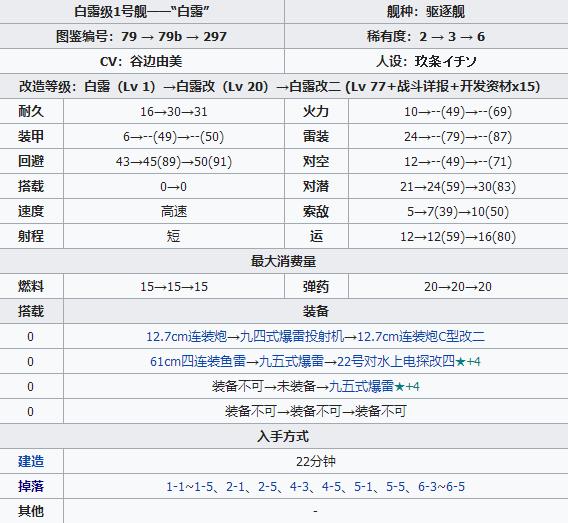 白露级1号舰——“白露” 舰种：驱逐舰
图鉴编号：79 → 79b → 297 稀有度：2 → 3 → 6
CV：谷边由美 人设：玖条イチソ
改造等级：白露（Lv 1）→白露改（Lv 20）→白露改二 (Lv 77+战斗详报+开发资材x15)
耐久 16→30→31 火力 10→--(49)→--(69)
装甲 6→--(49)→--(50) 雷装 24→--(79)→--(87)
回避 43→45(89)→50(91) 对空 12→--(49)→--(71)
搭载 0→0 对潜 21→24(59)→30(83)
速度 高速 索敌 5→7(39)→10(50)
射程 短 运 12→12(59)→16(80)
最大消费量
燃料 15→15→15 弹药 20→20→20
搭载 装备
0 12.7cm连装炮→九四式爆雷投射机→12.7cm连装炮C型改二
0 61cm四连装鱼雷→九五式爆雷→22号对水上电探改四★+4
0 装备不可→未装备→九五式爆雷★+4
0 装备不可→装备不可→装备不可
入手方式
建造 22分钟
掉落 1-1~1-5、2-1、2-5、4-3、4-5、5-1、5-5、6-3~6-5
其他 -